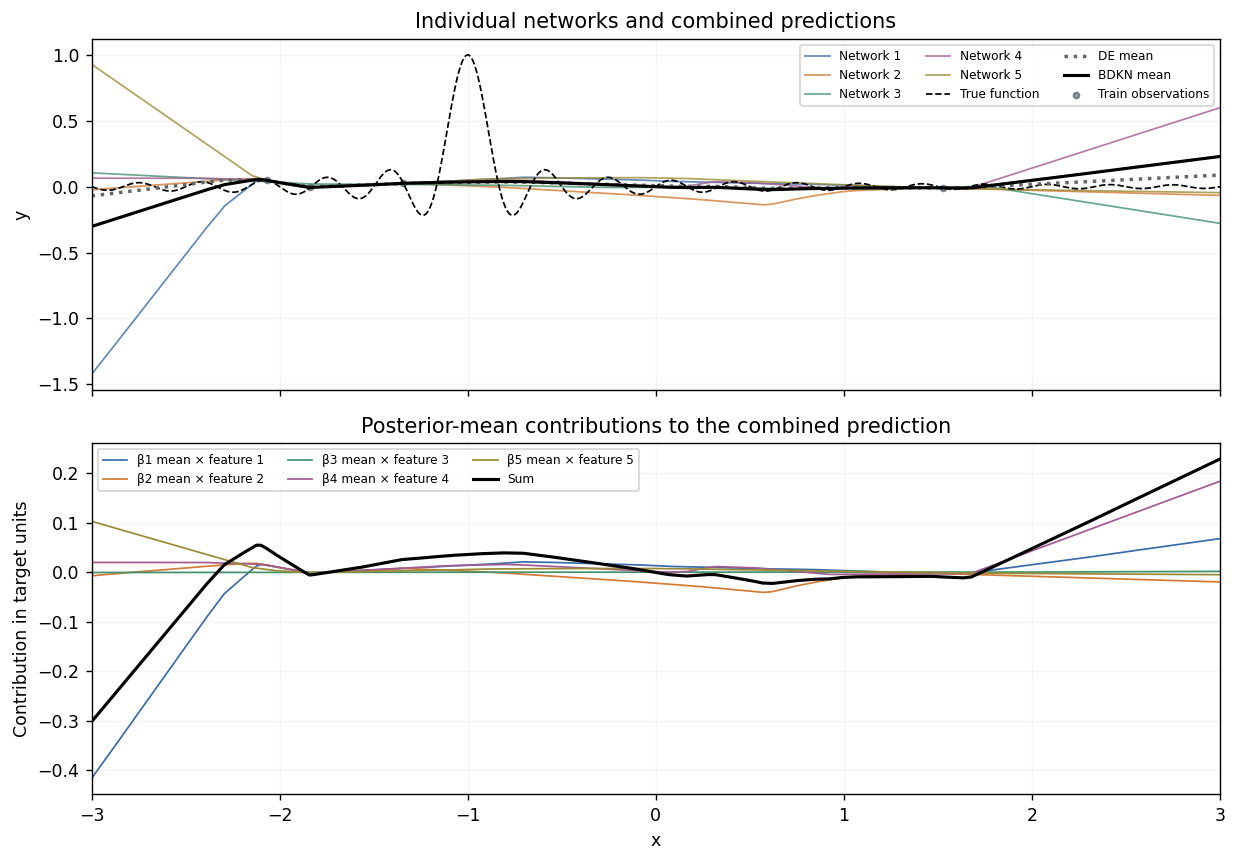 Individual networks and combined predictions
Network 1
Network 2
Network 3
Network 4
Network 5
True function
DE mean
BDKN mean
Train observations
1.0
0.5
0.0
−0.5
−1.0
−1.5
y
Posterior-mean contributions to the combined prediction
β1 mean × feature 1
β2 mean × feature 2
β3 mean × feature 3
β4 mean × feature 4
β5 mean × feature 5
Sum
0.2
0.1
0.0
−0.1
−0.2
−0.3
−0.4
Contribution in target units
−3
−2
−1
0
1
2
3
x